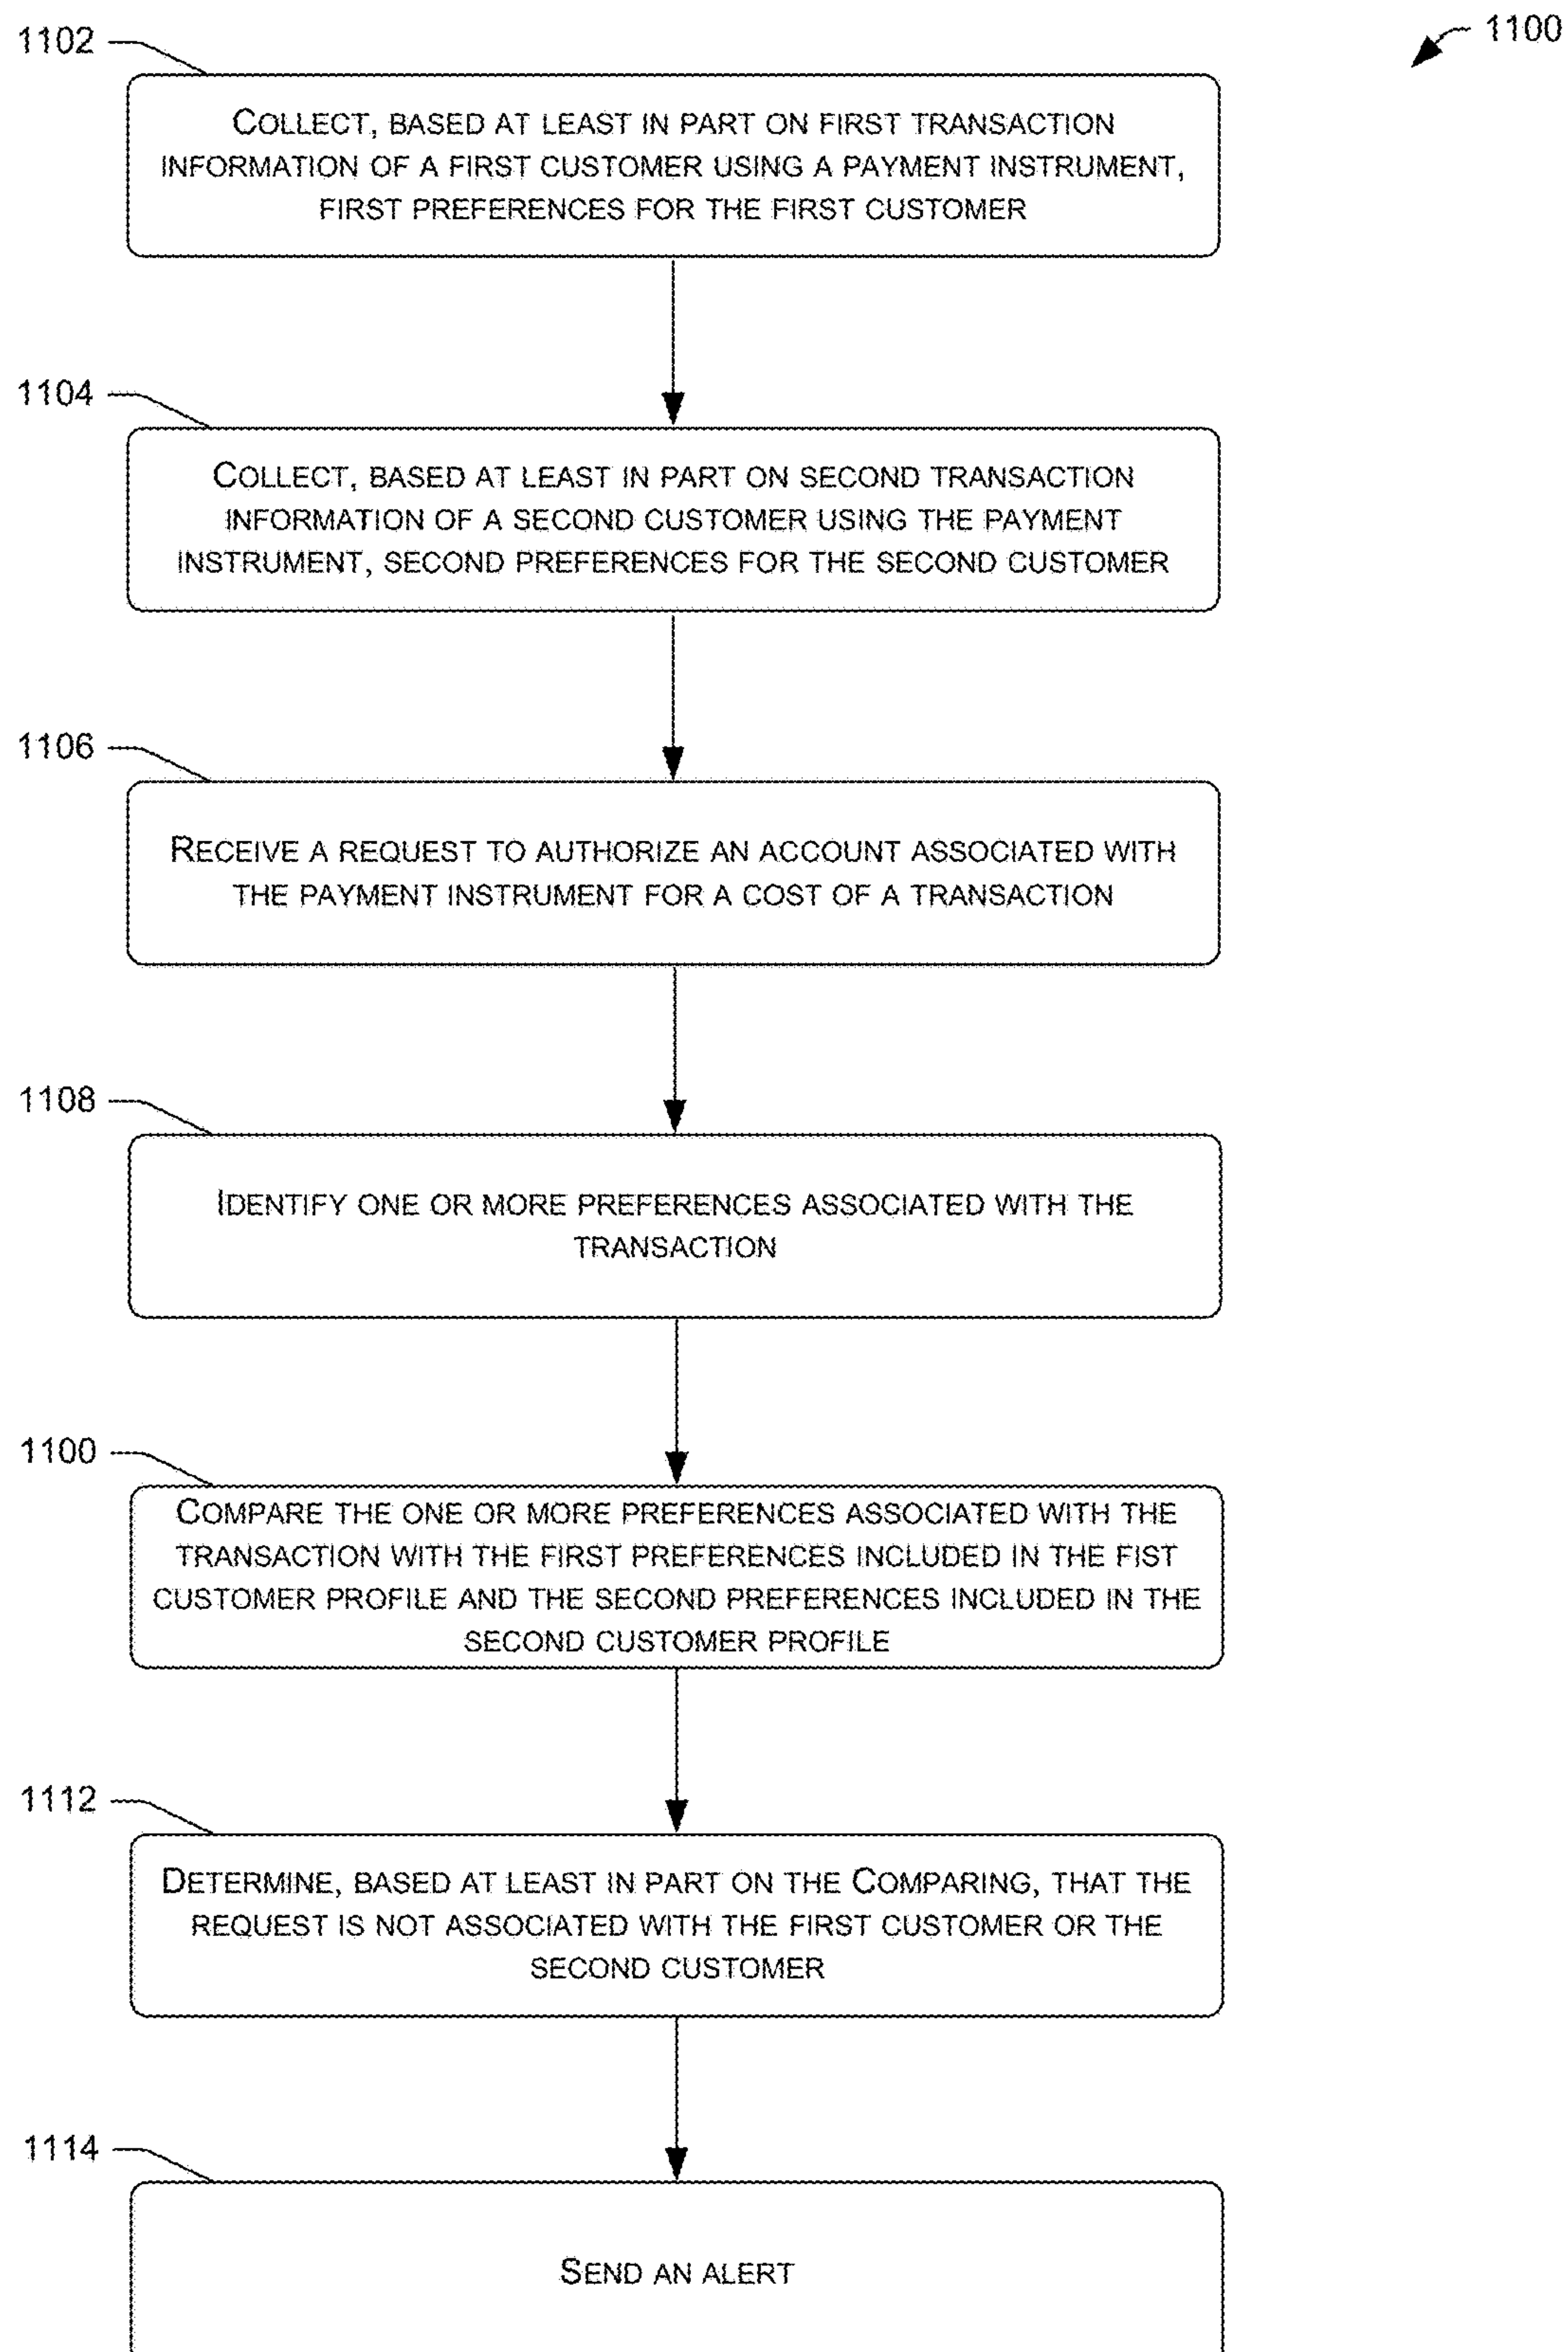 1100
1102
COLLECT, BASED AT LEAST IN PART ON FIRST TRANSACTION
INFORMATION OF A FIRST CUSTOMER USING A PAYMENT INSTRUMENT,
FIRST PREFERENCES FOR THE FIRST CUSTOMER
1104
COLLECT, BASED AT LEAST IN PART ON SECOND TRANSACTION
INFORMATION OF A SECOND CUSTOMER USING THE PAYMENT
INSTRUMENT, SECOND PREFERENCES FOR THE SECOND CUSTOMER
1106
RECEIVE A REQUEST TO AUTHORIZE AN ACCOUNT ASSOCIATED WITH
THE PAYMENT INSTRUMENT FOR A COST OF A TRANSACTION
1108
IDENTIFY ONE OR MORE PREFERENCES ASSOCIATED WITH THE
TRANSACTION
1100
COMPARE THE ONE OR MORE PREFERENCES ASSOCIATED WITH THE
TRANSACTION WITH THE FIRST PREFERENCES INCLUDED IN THE FIST
CUSTOMER PROFILE AND THE SECOND PREFERENCES INCLUDED IN THE
SECOND CUSTOMER PROFILE
1112
DETERMINE, BASED AT LEAST IN PART ON THE COMPARING, THAT THE
REQUEST IS NOT ASSOCIATED WITH THE FIRST CUSTOMER OR THE
SECOND CUSTOMER
1114
SEND AN ALERT